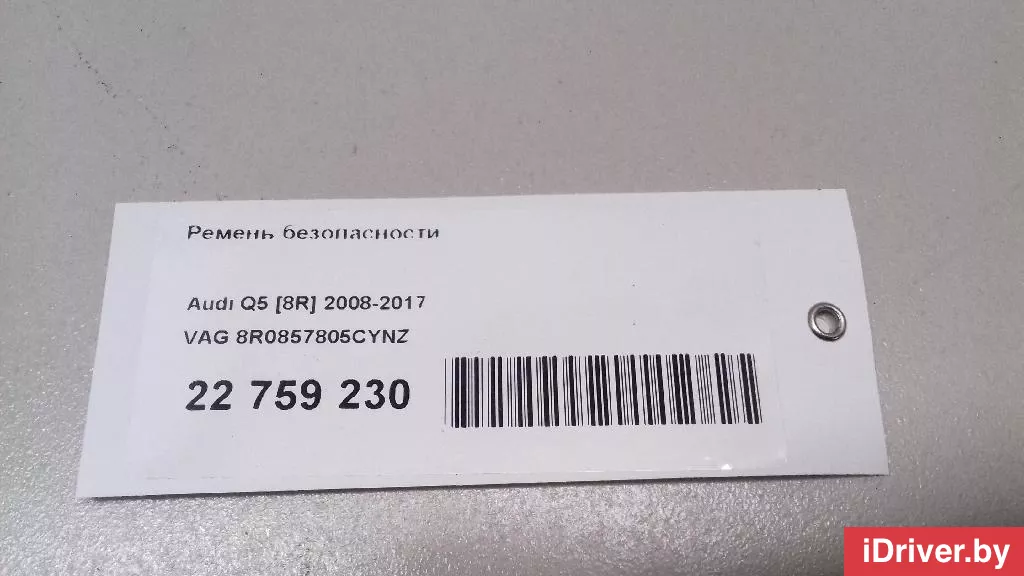 Ремень безопасности
Audi Q5 [8R] 2008-2017
VAG 8R0857805CYNZ
22 759 230
iDriver.by